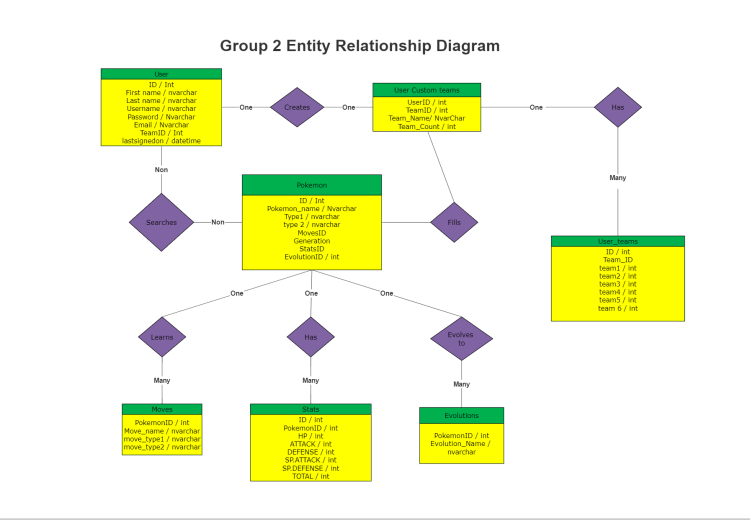 Group 2 Entity Relationship Diagram
User
ID / Int
First name / nvarchar
Last name / nvarchar
Username / nvarchar
Password / Nvarchar
Email / Nvarchar
TeamID / Int
lastsignedon / datetime
One
Creates
One
User Custom teams
UserID / int
TeamID / int
Team_Name/ NvarChar
Team_Count / int
One
Has
Many
Non
Searches
Non
Pokemon
ID / Int
Pokemon_name / Nvarchar
Type1 / nvarchar
type 2 / nvarchar
MovesID
Generation
StatsID
EvolutionID / int
Fills
User_teams
ID / int
Team_ID
team1 / int
team2 / int
team3 / int
team4 / int
team5 / int
team 6 / int
One
One
One
Learns
Has
Evolves
to
Many
Many
Many
Moves
PokemonID / int
Move_name / nvarchar
move_type1 / nvarchar
move_type2 / nvarchar
Stats
ID / int
PokemonID / int
HP / int
ATTACK / int
DEFENSE / int
SP.ATTACK / int
SP.DEFENSE / int
TOTAL / int
Evolutions
PokemonID / int
Evolution_Name /
nvarchar